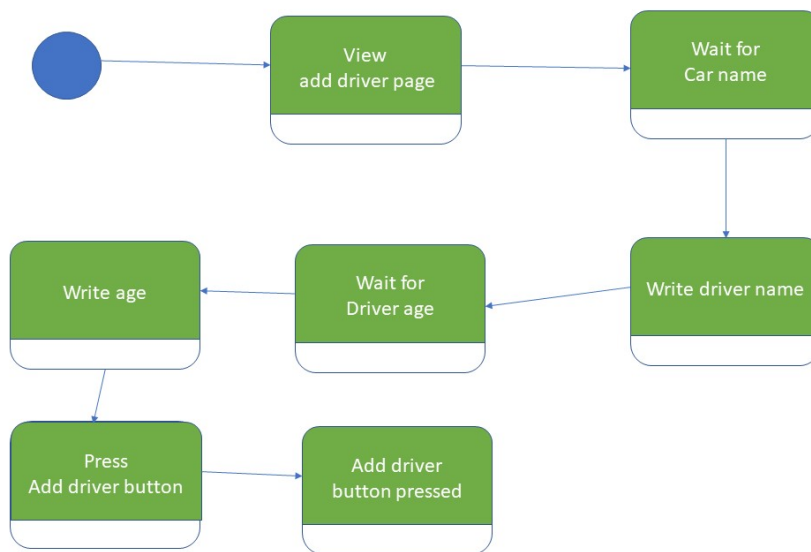 View
add driver page
Wait for
Car name
Write driver name
Wait for
Driver age
Write age
Press
Add driver button
Add driver
button pressed